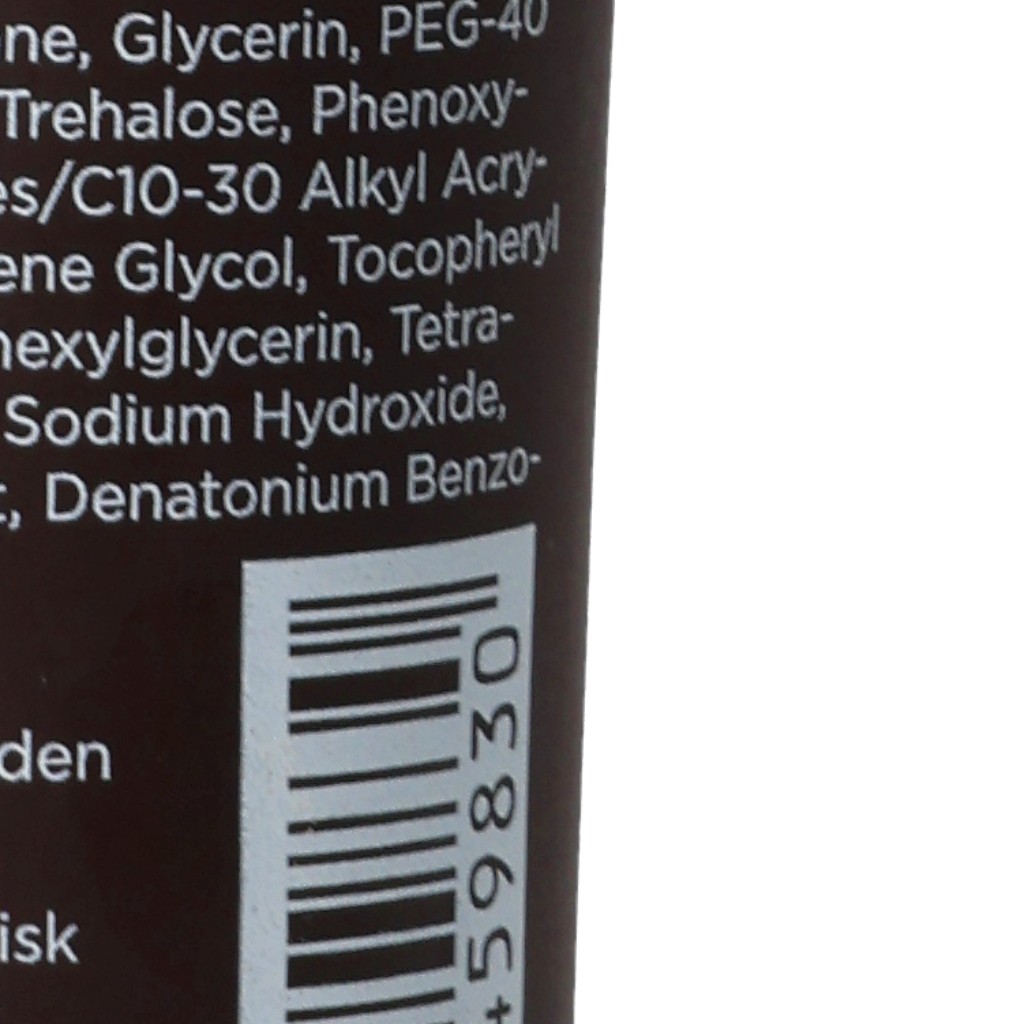 ne, Glycerin, PEG-40
Trehalose, Phenoxy-
es/C10-30 Alkyl Acry-
ene Glycol, Tocopheryl
hexylglycerin, Tetra-
Sodium Hydroxide,
, Denatonium Benzo-
den
isk
459830